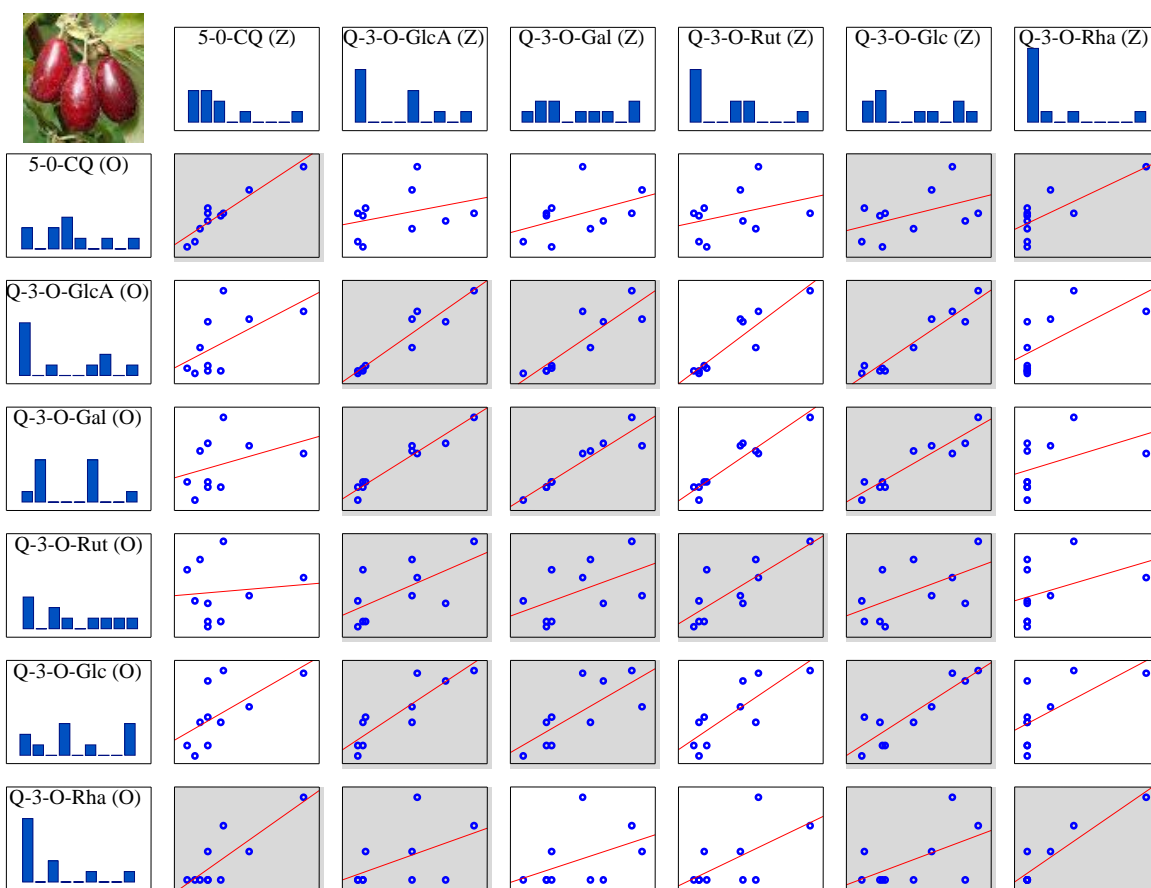 5-0-CQ (Z)
Q-3-O-GlcA (Z)
Q-3-O-Gal (Z)
Q-3-O-Rut (Z)
Q-3-O-Glc (Z)
Q-3-O-Rha (Z)
5-0-CQ (O)
Q-3-O-GlcA (O)
Q-3-O-Gal (O)
Q-3-O-Rut (O)
Q-3-O-Glc (O)
Q-3-O-Rha (O)